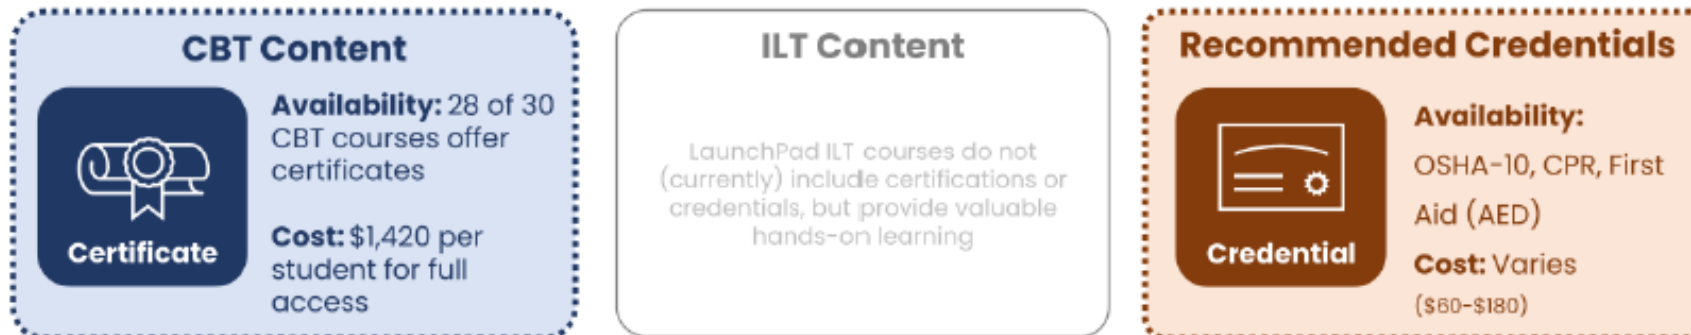 CBT Content
Certificate
Availability: 28 of 30
CBT courses offer
certificates
Cost: $1,420 per
student for full
access
ILT Content
LaunchPad ILT courses do not
(currently) include certifications or
credentials, but provide valuable
hands-on learning
Recommended Credentials
Credential
Availability:
OSHA-10, CPR, First
Aid (AED)
Cost: Varies
($60-$180)